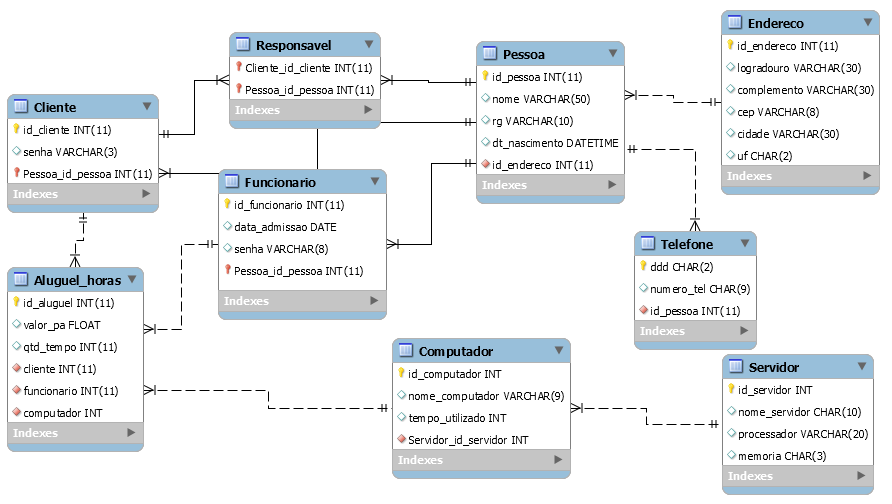 Responsavel
Cliente_id_cliente INT(11)
Pessoa_id_pessoa INT(11)
Indexes
Pessoa
id_pessoa INT(11)
nome VARCHAR(50)
rg VARCHAR(10)
dt_nascimento DATETIME
id_endereco INT(11)
Indexes
Endereco
id_endereco INT(11)
logradouro VARCHAR(30)
complemento VARCHAR(30)
cep VARCHAR(8)
cidade VARCHAR(30)
uf CHAR(2)
Indexes
Cliente
id_cliente INT(11)
senha VARCHAR(3)
Pessoa_id_pessoa INT(11)
Indexes
Funcionario
id_funcionario INT(11)
data_admissao DATE
senha VARCHAR(8)
Pessoa_id_pessoa INT(11)
Indexes
Telefone
ddd CHAR(2)
numero_tel CHAR(9)
id_pessoa INT(11)
Indexes
Aluguel_horas
id_aluguel INT(11)
valor_pa FLOAT
qtd_tempo INT(11)
cliente INT(11)
funcionario INT(11)
computador INT
Indexes
Computador
id_computador INT
nome_computador VARCHAR(9)
tempo_utilizado INT
Servidor_id_servidor INT
Indexes
Servidor
id_servidor INT
nome_servidor CHAR(10)
processador VARCHAR(20)
memoria CHAR(3)
Indexes